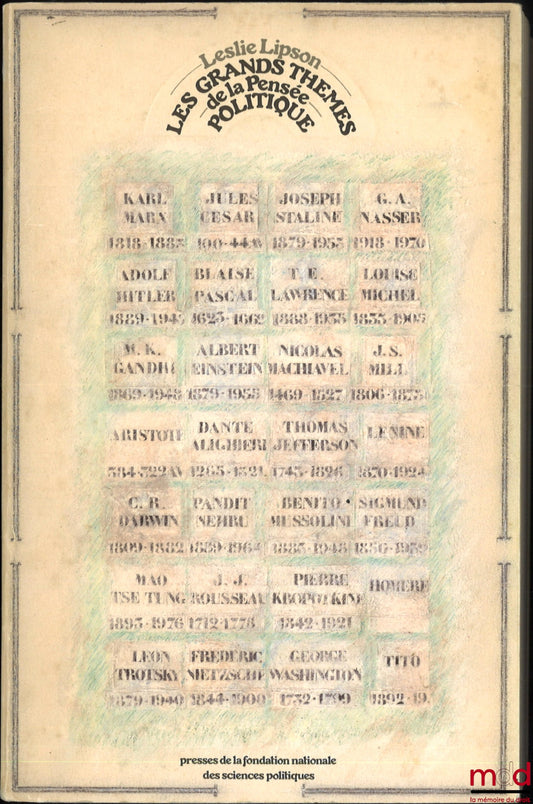 Leslie Lipson
LES GRANDS THEMES
de la Pensée
POLITIQUE
KARL JULES JOSEPH G. A.
MARX CESAR STALINE NASSER
1818-1883 100-44AV 1879-1953 1918-1970
ADOLF BLAISE T. E. LOUISE
HITLER PASCAL LAWRENCE MICHEL
1889-1945 1623-1662 1888-1935 1833-1905
M. K. ALBERT NICOLAS J. S.
GANDHI EINSTEIN MACHIAVEL MILL
1869-1948 1879-1955 1469-1527 1806-1873
ARISTOTE DANTE THOMAS LENINE
ALIGHIERI JEFFERSON
384-322AV 1265-1321 1743-1826 1870-1924
C. R. PANDIT BENITO SIGMUND
DARWIN NEHRU MUSSOLINI FREUD
1809-1882 1889-1964 1883-1945 1856-1939
MAO J. J. PIERRE HOMERE
TSE TUNG ROUSSEAU KROPOTKINE
1893-1976 1712-1778 1842-1921
LEON FREDERIC GEORGE TITO
TROTSKY NIETZSCHE WASHINGTON
1879-1940 1844-1900 1732-1799 1892-19
presses de la fondation nationale
des sciences politiques
mdd
la mémoire du droit